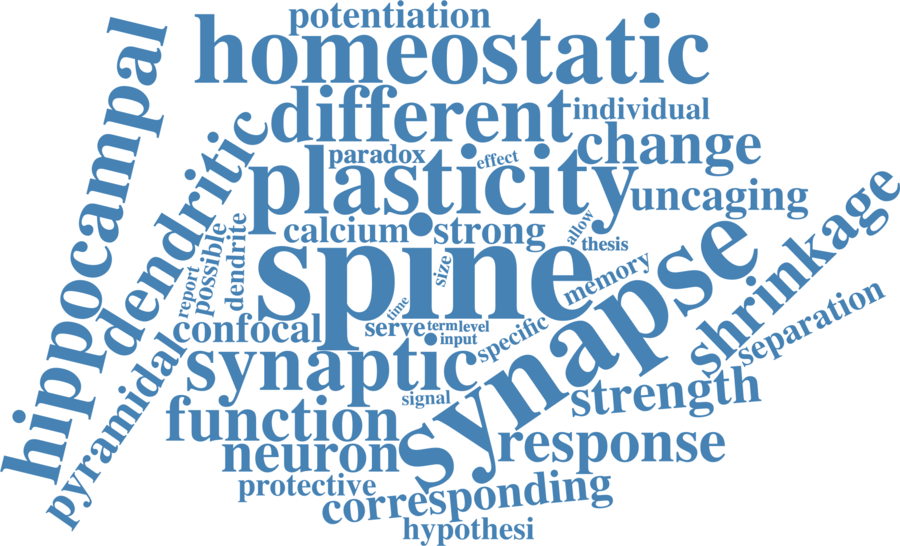 potentiation
homeostatic
hippocampal
different
individual
dendritic
change
paradox
effect
plasticity
uncaging
calcium
strong
allow
thesis
possible
dendrite
report
spine
size
time
memory
synapse
shrinkage
separation
confocal
serve
term
level
input
specific
pyramidal
synaptic
signal
strength
function
neuron
response
protective
corresponding
hypothesi